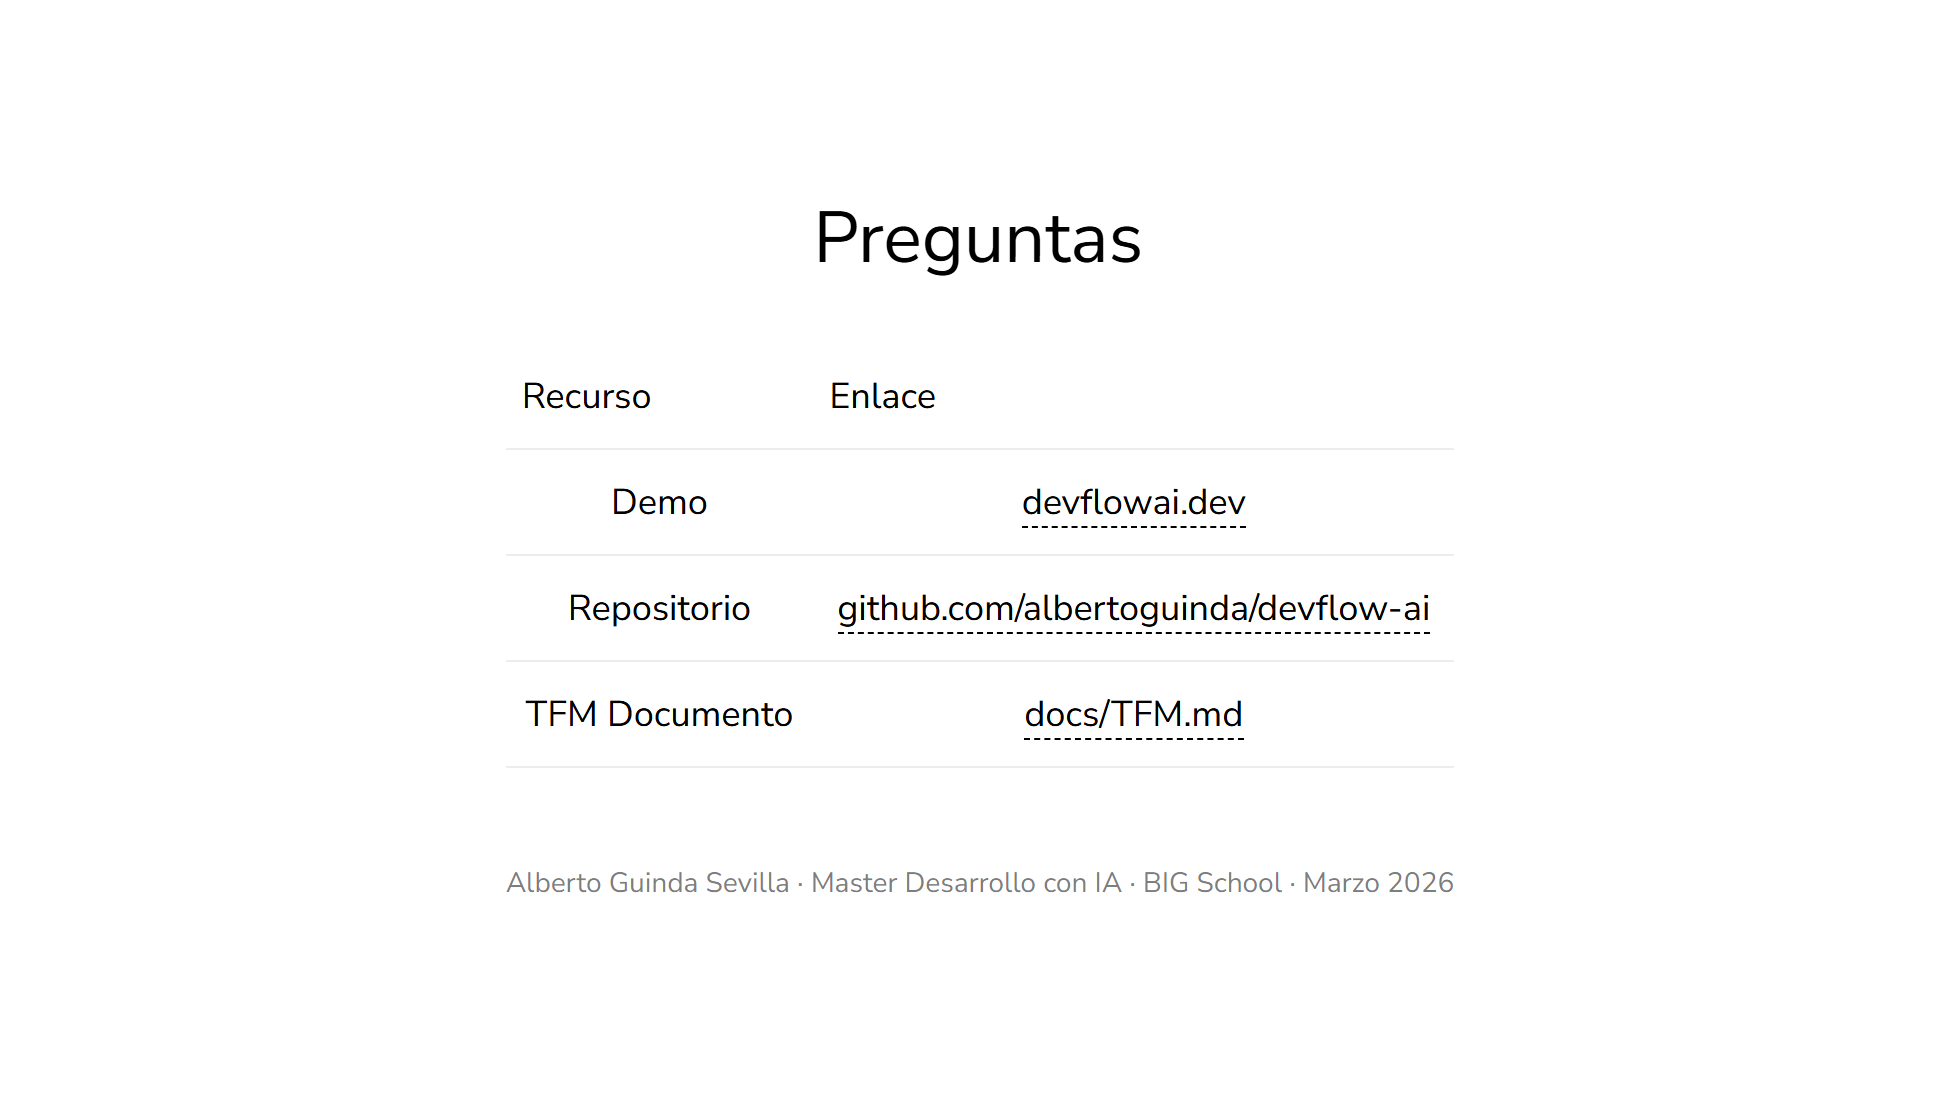 Preguntas
Recurso Enlace
Demo devflowai.dev
Repositorio github.com/albertoguinda/devflow-ai
TFM Documento docs/TFM.md
Alberto Guinda Sevilla · Master Desarrollo con IA · BIG School · Marzo 2026